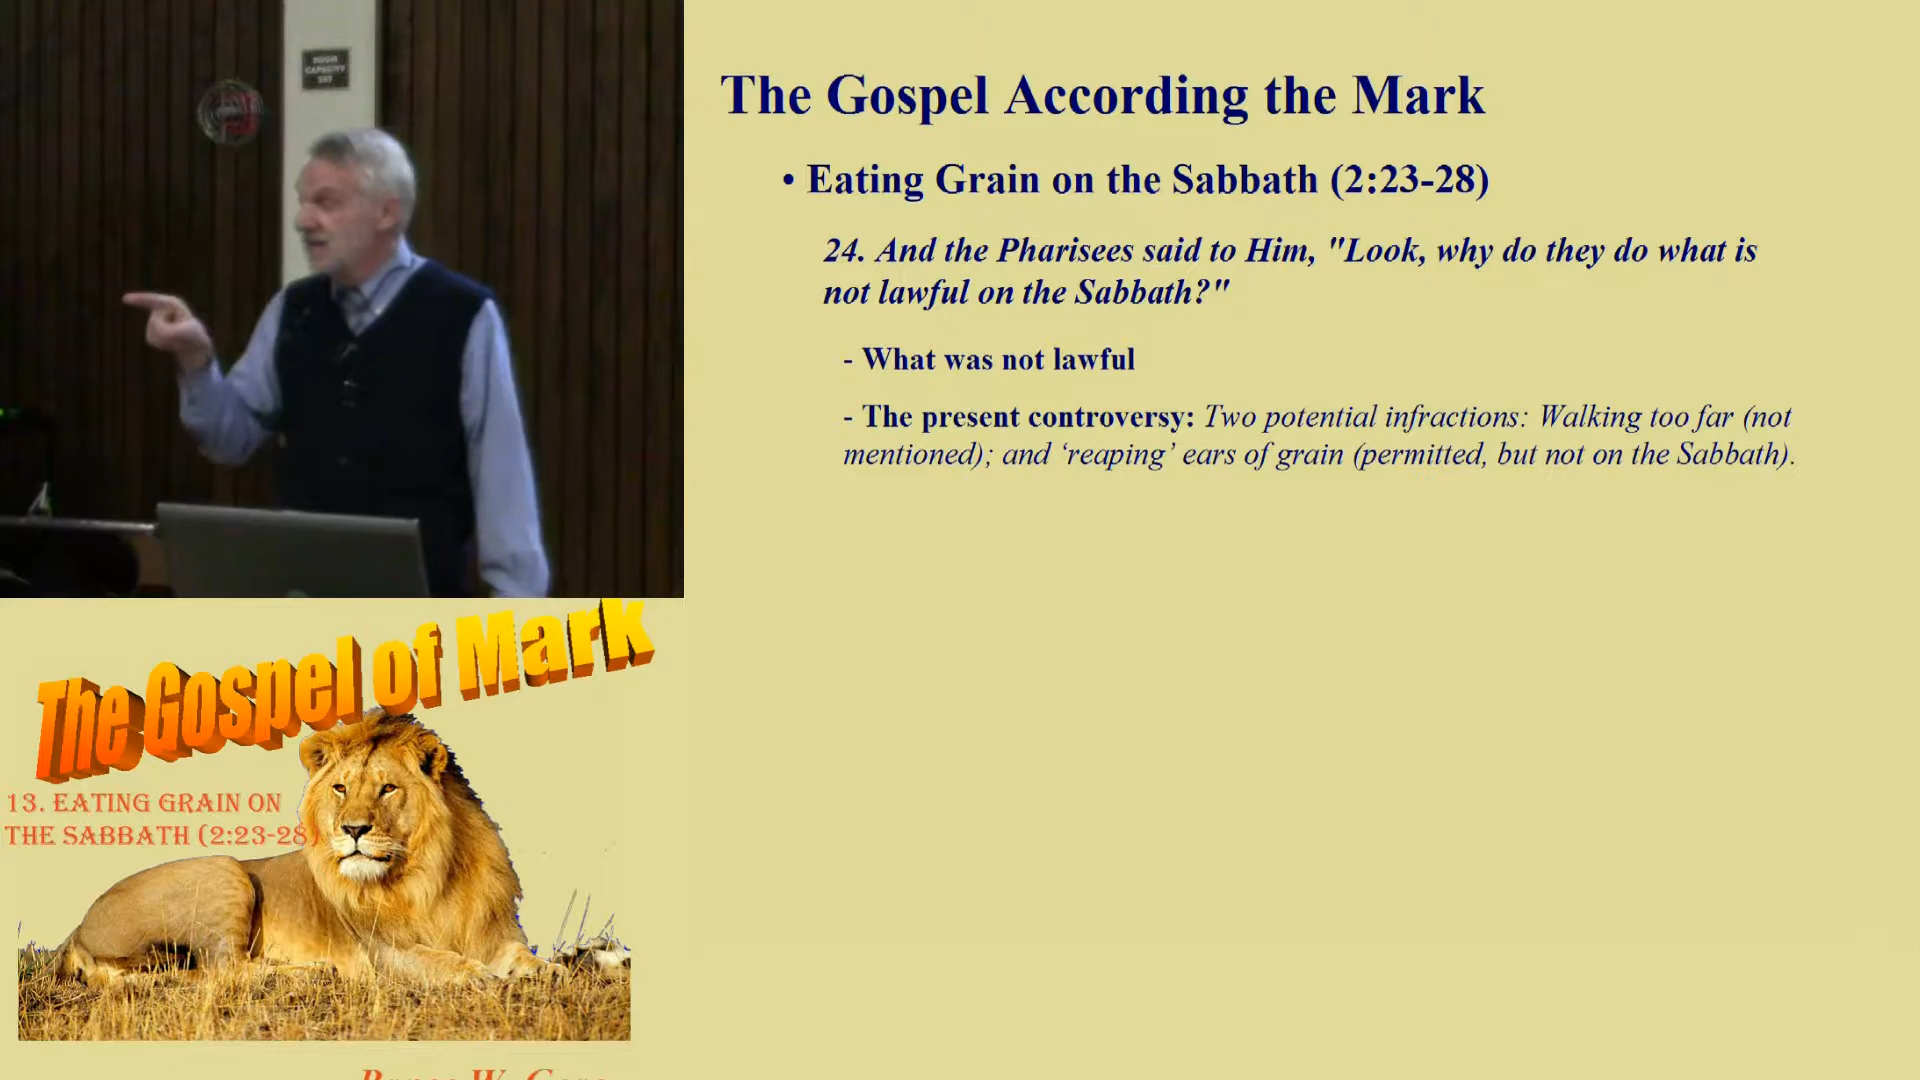 ROOM
CAPACITY
297
The Gospel According the Mark
• Eating Grain on the Sabbath (2:23-28)
24. And the Pharisees said to Him, "Look, why do they do what is
not lawful on the Sabbath?"
- What was not lawful
- The present controversy: Two potential infractions: Walking too far (not
mentioned); and ‘reaping’ ears of grain (permitted, but not on the Sabbath).
The Gospel of Mark
13. EATING GRAIN ON
THE SABBATH (2:23-28)